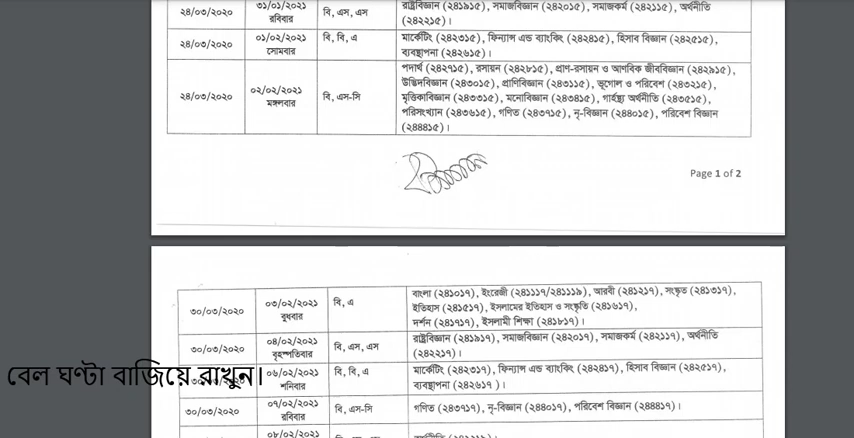 ২৪/০৩/২০২০ ৩১/০১/২০২১ রবিবার বি, এস, এস রাষ্ট্রবিজ্ঞান (২৪১৯১৫), সমাজবিজ্ঞান (২৪২০১৫), সমাজকর্ম (২৪২১১৫), অর্থনীতি
(২৪২২১৫)।
২৪/০৩/২০২০ ০১/০২/২০২১ সোমবার বি, বি, এ মার্কেটিং (২৪২৩১৫), ফিন্যান্স এন্ড ব্যাংকিং (২৪২৪১৫), হিসাব বিজ্ঞান (২৪২৫১৫),
ব্যবস্থাপনা (২৪২৬১৫)।
২৪/০৩/২০২০ ০২/০২/২০২১ মঙ্গলবার বি, এস-সি পদার্থ (২৪২৭১৫), রসায়ন (২৪২৮১৫), প্রাণ-রসায়ন ও আণবিক জীববিজ্ঞান (২৪২৯১৫),
উদ্ভিদবিজ্ঞান (২৪৩০১৫), প্রাণিবিজ্ঞান (২৪৩১১৫), ভূগোল ও পরিবেশ (২৪৩২১৫),
মৃত্তিকাবিজ্ঞান (২৪৩৩১৫), মনোবিজ্ঞান (২৪৩৪১৫), গার্হস্থ্য অর্থনীতি (২৪৩৫১৫),
পরিসংখ্যান (২৪৩৬১৫), গণিত (২৪৩৭১৫), নৃ-বিজ্ঞান (২৪৪০১৫), পরিবেশ বিজ্ঞান
(২৪৪৪১৫)।
Page 1 of 2
৩০/০৩/২০২০ ০৩/০২/২০২১ বুধবার বি, এ বাংলা (২৪১০১৭), ইংরেজী (২৪১১১৭/২৪১১১৯), আরবী (২৪১২১৭), সংস্কৃত (২৪১৩১৭),
ইতিহাস (২৪১৫১৭), ইসলামের ইতিহাস ও সংস্কৃতি (২৪১৬১৭),
দর্শন (২৪১৭১৭), ইসলামী শিক্ষা (২৪১৮১৭)।
৩০/০৩/২০২০ ০৪/০২/২০২১ বৃহস্পতিবার বি, এস, এস রাষ্ট্রবিজ্ঞান (২৪১৯১৭), সমাজবিজ্ঞান (২৪২০১৭), সমাজকর্ম (২৪২১১৭), অর্থনীতি
(২৪২২১৭)।
বেল ঘণ্টা বাজিয়ে রাখুন।
৩০/০৩/২০২০ ০৬/০২/২০২১ শনিবার বি, বি, এ মার্কেটিং (২৪২৩১৭), ফিন্যান্স এন্ড ব্যাংকিং (২৪২৪১৭), হিসাব বিজ্ঞান (২৪২৫১৭),
ব্যবস্থাপনা (২৪২৬১৭ )।
৩০/০৩/২০২০ ০৭/০২/২০২১ রবিবার বি, এস-সি গণিত (২৪৩৭১৭), নৃ-বিজ্ঞান (২৪৪০১৭), পরিবেশ বিজ্ঞান (২৪৪৪১৭)।
০৮/০২/২০২১